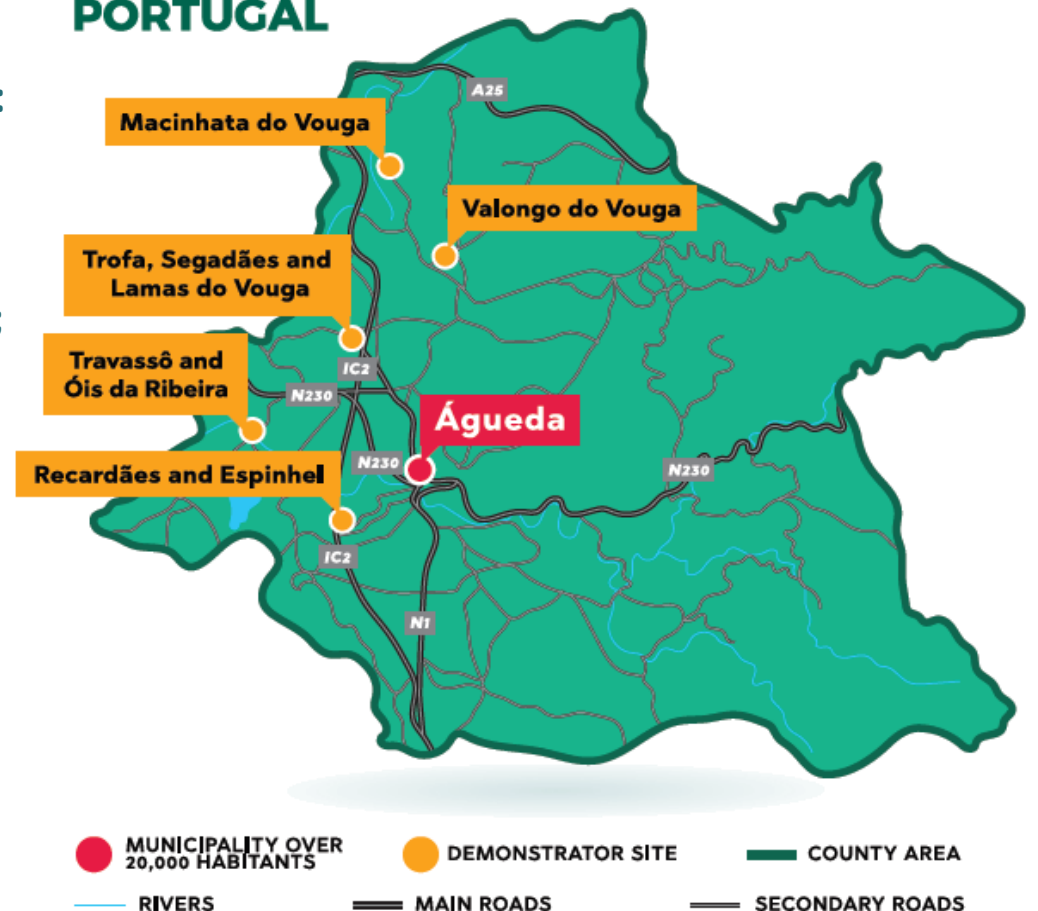 PORTUGAL
A25
Macinhata do Vouga
Valongo do Vouga
Trofa, Segadães and
Lamas do Vouga
Travassô and
Óis da Ribeira
IC2
N230
Águeda
N230
N230
Recardães and Espinhel
IC2
N1
MUNICIPALITY OVER
20,000 HABITANTS
DEMONSTRATOR SITE
COUNTY AREA
RIVERS
MAIN ROADS
SECONDARY ROADS